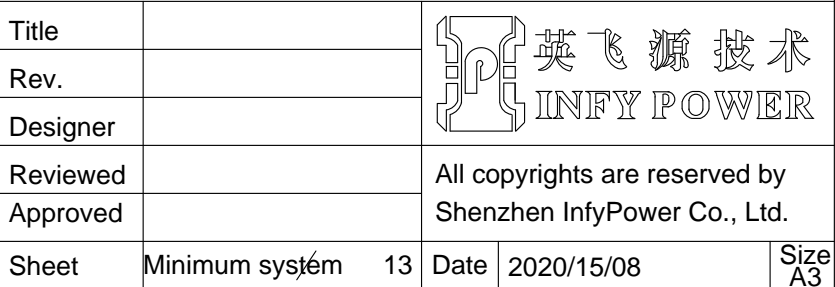 Title
英飞源技术
Rev.
INFY POWER
Designer
Reviewed
All copyrights are reserved by
Approved
Shenzhen InfyPower Co., Ltd.
Sheet Minimum system 13 Date 2020/15/08 Size
A3